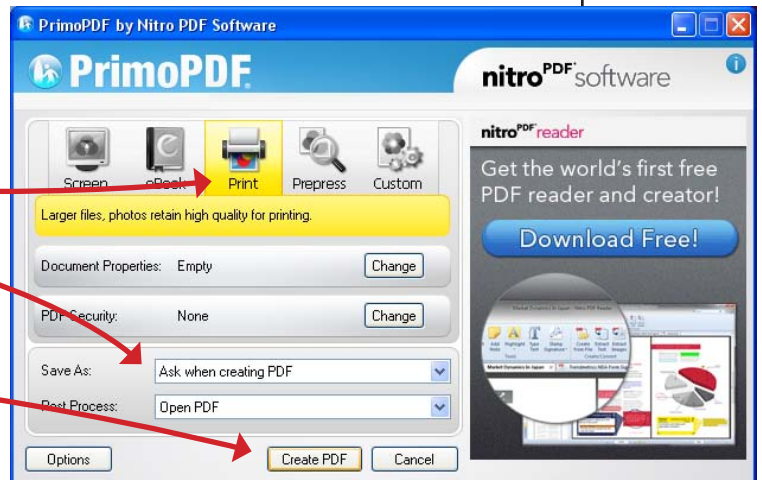 PrimoPDF by Nitro PDF Software
PrimoPDF
nitro PDF software
Screen eBook Print Prepress Custom
Larger files, photos retain high quality for printing.
Document Properties: Empty Change
PDF Security: None Change
Save As: Ask when creating PDF
Post Process: Open PDF
Options Create PDF Cancel
nitro PDF reader
Get the world's first free
PDF reader and creator!
Download Free!